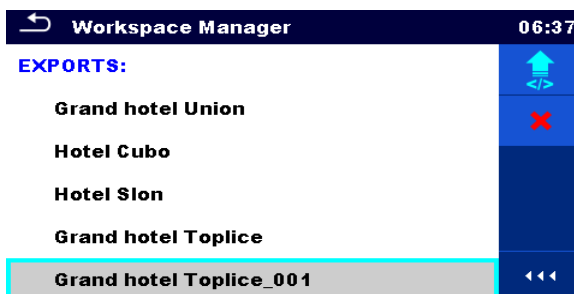 Workspace Manager 06:37
EXPORTS:
</>
Grand hotel Union
Hotel Cubo
Hotel Slon
Grand hotel Toplice
Grand hotel Toplice_001